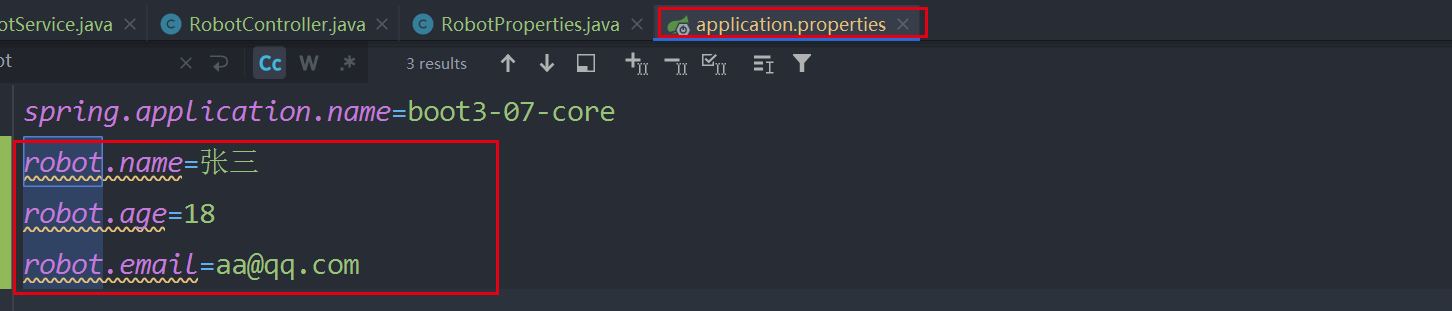 otService.java
RobotController.java
RobotProperties.java
application.properties
ot
Cc
W
.*
3 results
spring.application.name=boot3-07-core
robot.name=张三
robot.age=18
robot.email=aa@qq.com